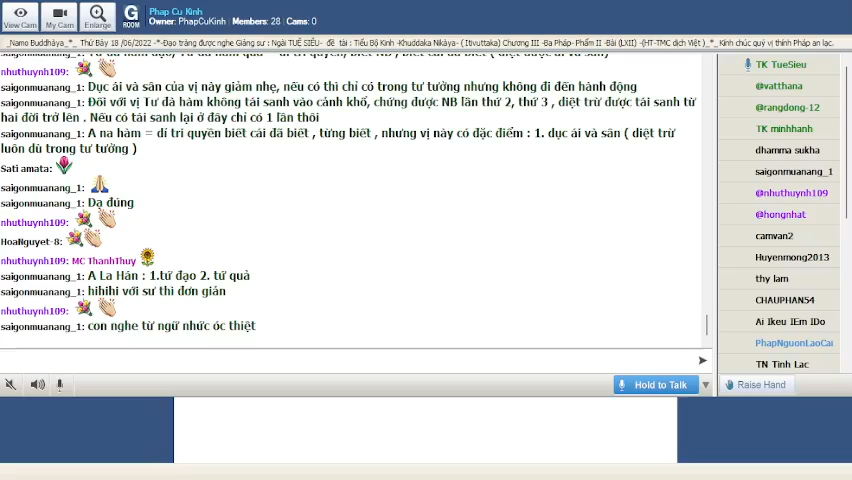 Phap Cu Kinh
Owner: PhapCuKinh Members: 28 Cams: 0
View Cam
My Cam
Enlarge
G
ROOM
_Namo Buddhàya_*_ Thứ Bảy 18 /06/2022 -*-Đạo tràng được nghe Giảng sư : Ngài TUỆ SIÊU- đề tài : Tiểu Bộ Kinh -Khuddaka Nikàya- ( Itivuttaka) Chương III -Ba Pháp- Phẩm II -Bài (LXII) -(HT-TMC dịch Việt )_*_ Kính chúc quý vị thính Pháp an lạc.
nhuthuynh109:
saigonmuanang_1: Dục ái và sân của vị này giảm nhẹ, nếu có thì chỉ có trong tư tưởng nhưng không đi đến hành động
saigonmuanang_1: Đối với vị Tư đà hàm không tái sanh vào cảnh khổ, chứng được NB lần thứ 2, thứ 3 , diệt trừ được tái sanh từ
hai đời trở lên . Nếu có tái sanh lại ở đây chỉ có 1 lần thôi
saigonmuanang_1: A na hàm = dĩ tri quyền biết cái đã biết , từng biết , nhưng vị này có đặc điểm : 1. dục ái và sân ( diệt trừ
luôn dù trong tư tưởng )
Sati amata:
saigonmuanang_1:
saigonmuanang_1: Dạ đúng
nhuthuynh109:
HoaNguyet-8:
nhuthuynh109: MC ThanhThuy
saigonmuanang_1: A La Hán : 1.tứ đạo 2. tứ quả
saigonmuanang_1: hihihi với sư thì đơn giản
nhuthuynh109:
saigonmuanang_1: con nghe từ ngữ nhức óc thiệt
Hold to Talk
TK TueSieu
@vatthana
@rangdong-12
TK minhhanh
dhamma sukha
saigonmuanang_1
@nhuthuynh109
@hongnhat
camvan2
Huyenmong2013
thy lam
CHAUPHAN54
Ai Ikeu IEm IDo
PhapNguonLaoCai
TN Tinh Lac
Raise Hand